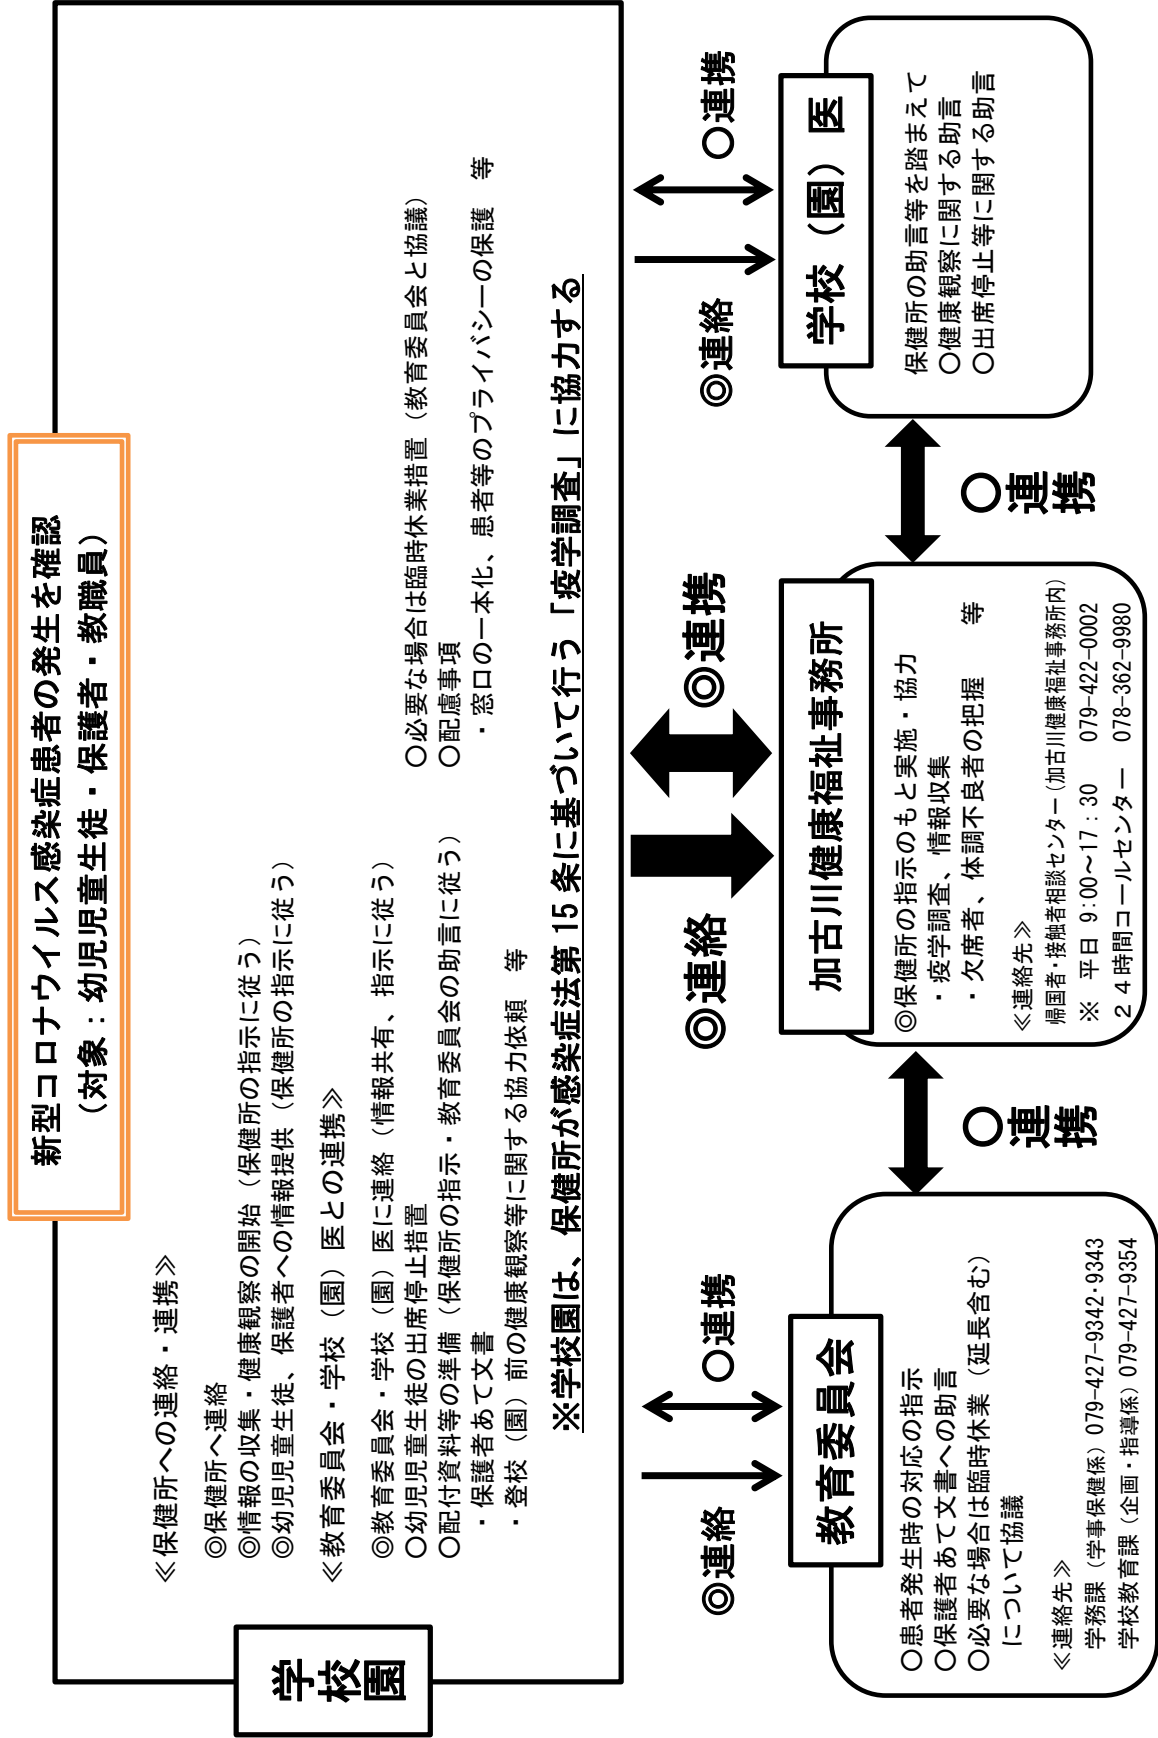 新型コロナウイルス感染症患者の発生を確認
（対象：幼児児童生徒・保護者・教職員）
学校園
≪保健所への連絡・連携≫
◎保健所へ連絡
◎情報の収集・健康観察の開始（保健所の指示に従う）
◎幼児児童生徒、保護者への情報提供（保健所の指示に従う）
≪教育委員会・学校（園）医との連携≫
◎教育委員会・学校（園）医に連絡（情報共有、指示に従う）
○幼児児童生徒の出席停止措置
○配付資料等の準備（保健所の指示・教育委員会の助言に従う）
・保護者あて文書
・登校（園）前の健康観察等に関する協力依頼　等
○必要な場合は臨時休業措置（教育委員会と協議）
○配慮事項
・窓口の一本化、患者等のプライバシーの保護　等
※学校園は、保健所が感染症法第 15 条に基づいて行う「疫学調査」に協力する
◎連絡
○連携
◎連絡
◎連携
◎連絡
○連携
教育委員会
○患者発生時の対応の指示
○保護者あて文書への助言
○必要な場合は臨時休業（延長含む）
について協議
≪連絡先≫
学務課（学事保健係）079-427-9342・9343
学校教育課（企画・指導係）079-427-9354
○連携
加古川健康福祉事務所
◎保健所の指示のもと実施・協力
・疫学調査、情報収集
・欠席者、体調不良者の把握　等
≪連絡先≫
帰国者・接触者相談センター（加古川健康福祉事務所内）
※　平日 9:00～17：30　079-422-0002
２４時間コールセンター　078-362-9980
○連携
学校（園）医
保健所の助言等を踏まえて
○健康観察に関する助言
○出席停止等に関する助言